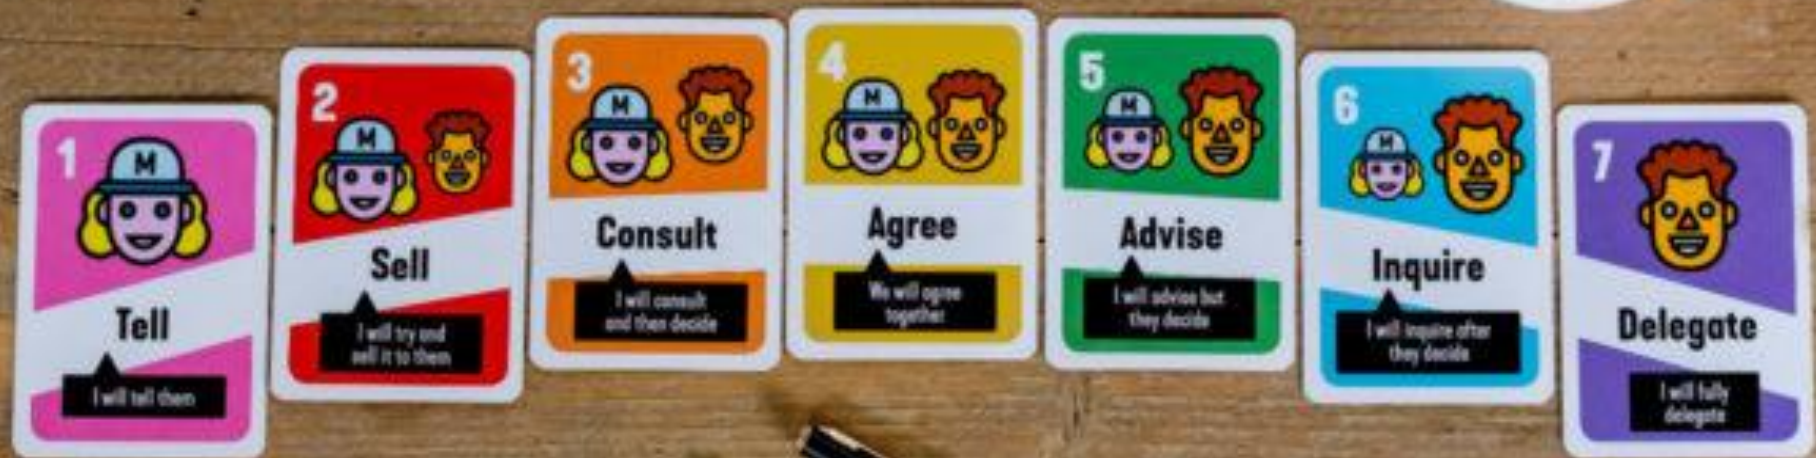 1
M
Tell
I will tell them
2
M
Sell
I will try and
sell it to them
3
M
Consult
I will consult
and then decide
4
M
Agree
We will agree
together
5
M
Advise
I will advise but
they decide
6
M
Inquire
I will inquire after
they decide
7
Delegate
I will fully
delegate